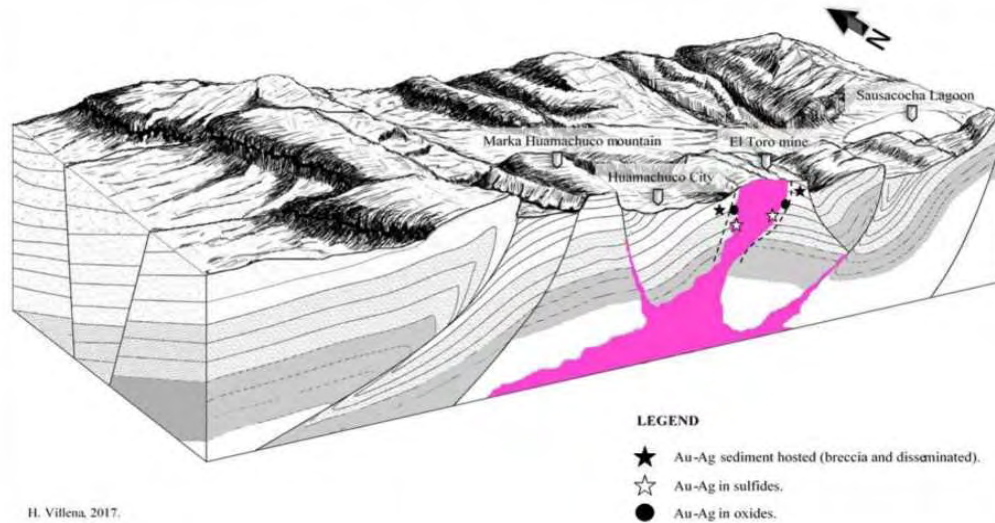 N
Sausacocha Lagoon
Marka Huamachuco mountain
El Toro mine
Huamachuco City
LEGEND
Au-Ag sediment hosted (breccia and disseminated).
Au-Ag in sulfides.
Au-Ag in oxides.
H. Villena, 2017.